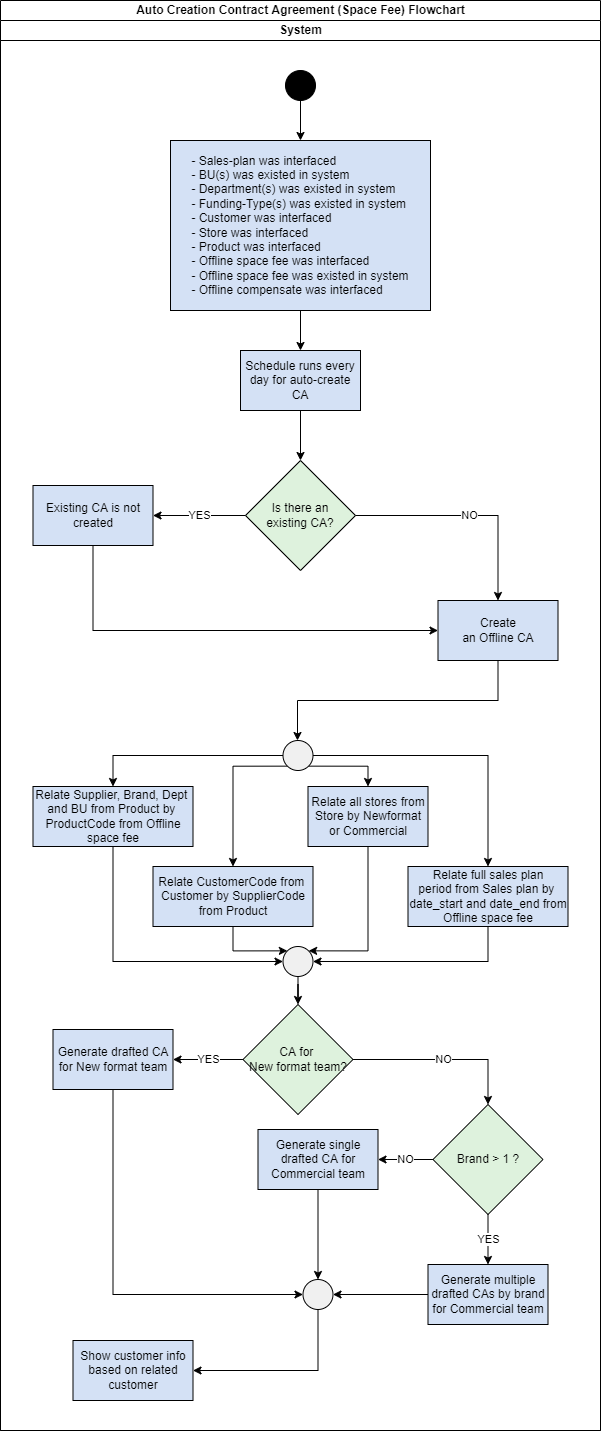 Auto Creation Contract Agreement (Space Fee) Flowchart
System
- Sales-plan was interfaced
- BU(s) was existed in system
- Department(s) was existed in system
- Funding-Type(s) was existed in system
- Customer was interfaced
- Store was interfaced
- Product was interfaced
- Offline space fee was interfaced
- Offline space fee was existed in system
- Offline compensate was interfaced
Schedule runs every
day for auto-create
CA
Is there an
existing CA?
YES
NO
Existing CA is not
created
Create
an Offline CA
Relate Supplier, Brand, Dept
and BU from Product by
ProductCode from Offline
space fee
Relate all stores from
Store by Newformat
or Commercial
Relate CustomerCode from
Customer by SupplierCode
from Product
Relate full sales plan
period from Sales plan by
date_start and date_end from
Offline space fee
CA for
New format team?
YES
NO
Generate drafted CA
for New format team
Brand > 1 ?
NO
Generate single
drafted CA for
Commercial team
YES
Generate multiple
drafted CAs by brand
for Commercial team
Show customer info
based on related
customer